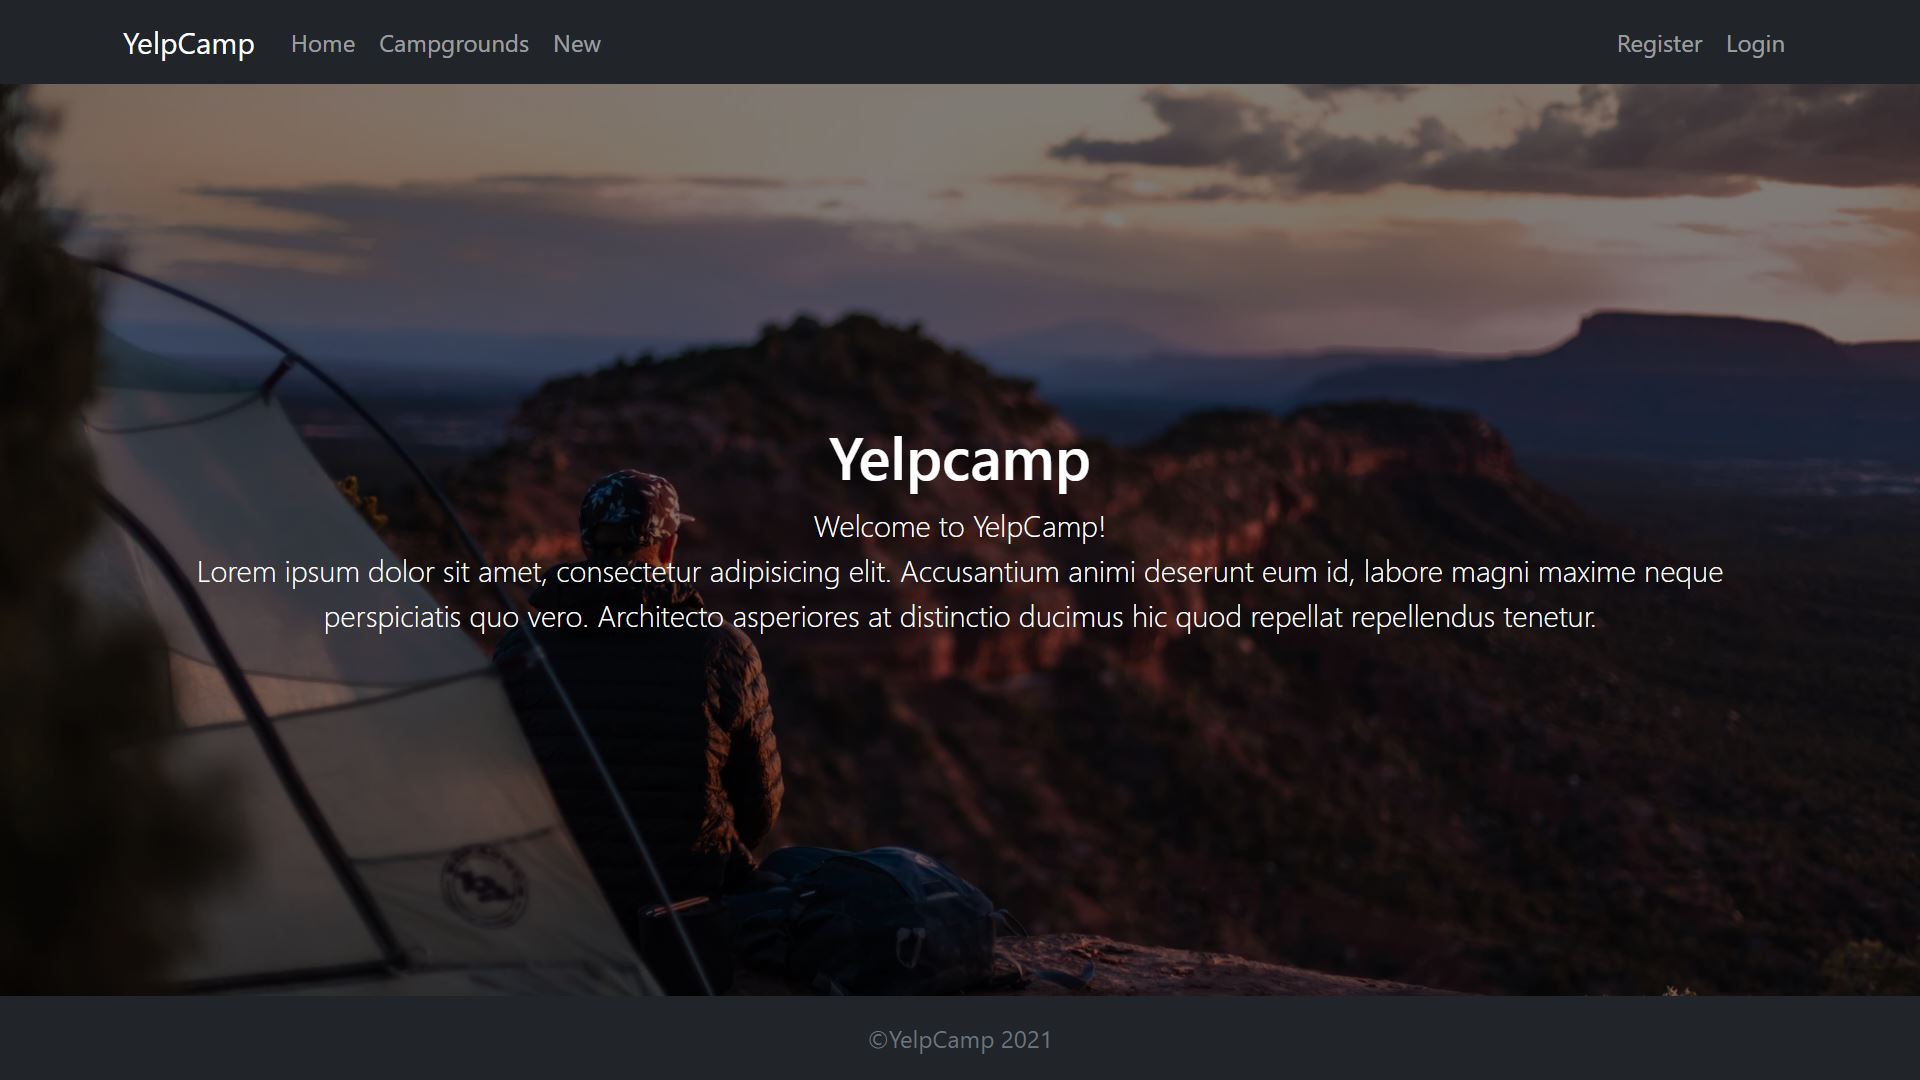 YelpCamp Home Campgrounds New Register Login
Yelpcamp
Welcome to YelpCamp!
Lorem ipsum dolor sit amet, consectetur adipisicing elit. Accusantium animi deserunt eum id, labore magni maxime neque
perspiciatis quo vero. Architecto asperiores at distinctio ducimus hic quod repellat repellendus tenetur.
©YelpCamp 2021